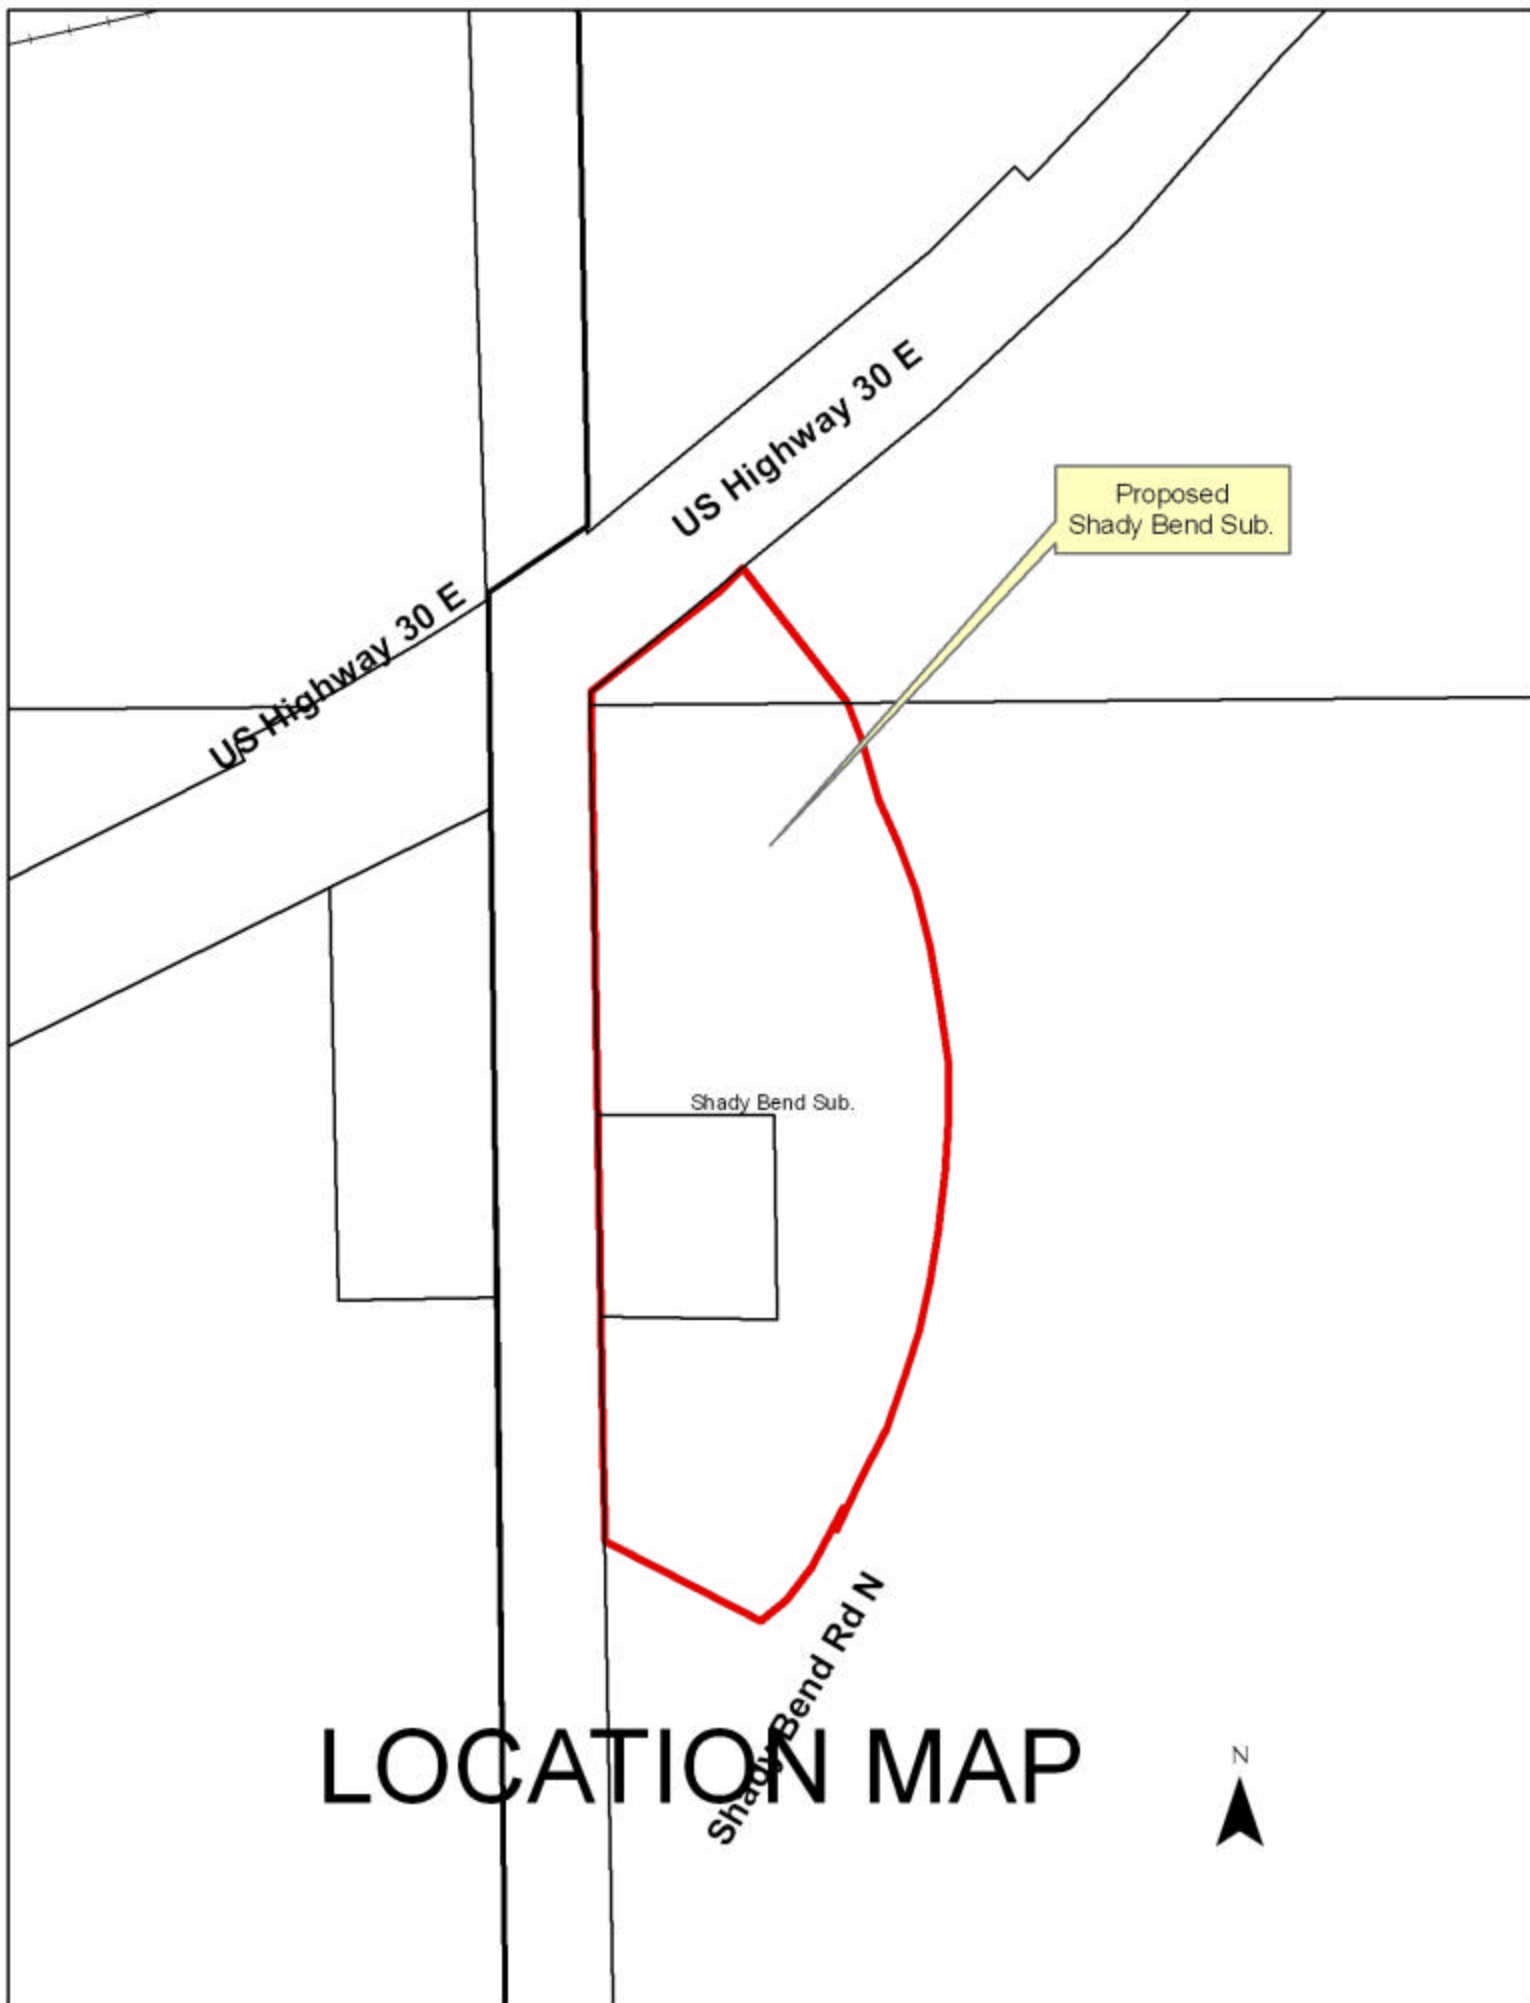 US Highway 30 E
Proposed
Shady Bend Sub.
US Highway 30 E
Shady Bend Sub.
Shady Bend Rd N
LOCATION MAP
N